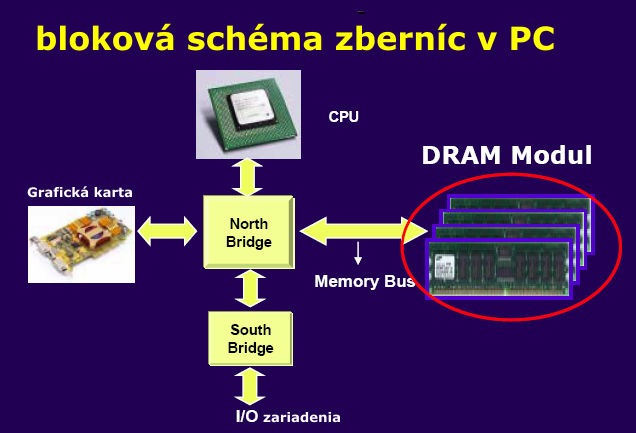 bloková schéma zberníc v PC
CPU
DRAM Modul
Grafická karta
North
Bridge
Memory Bus
South
Bridge
I/O zariadenia